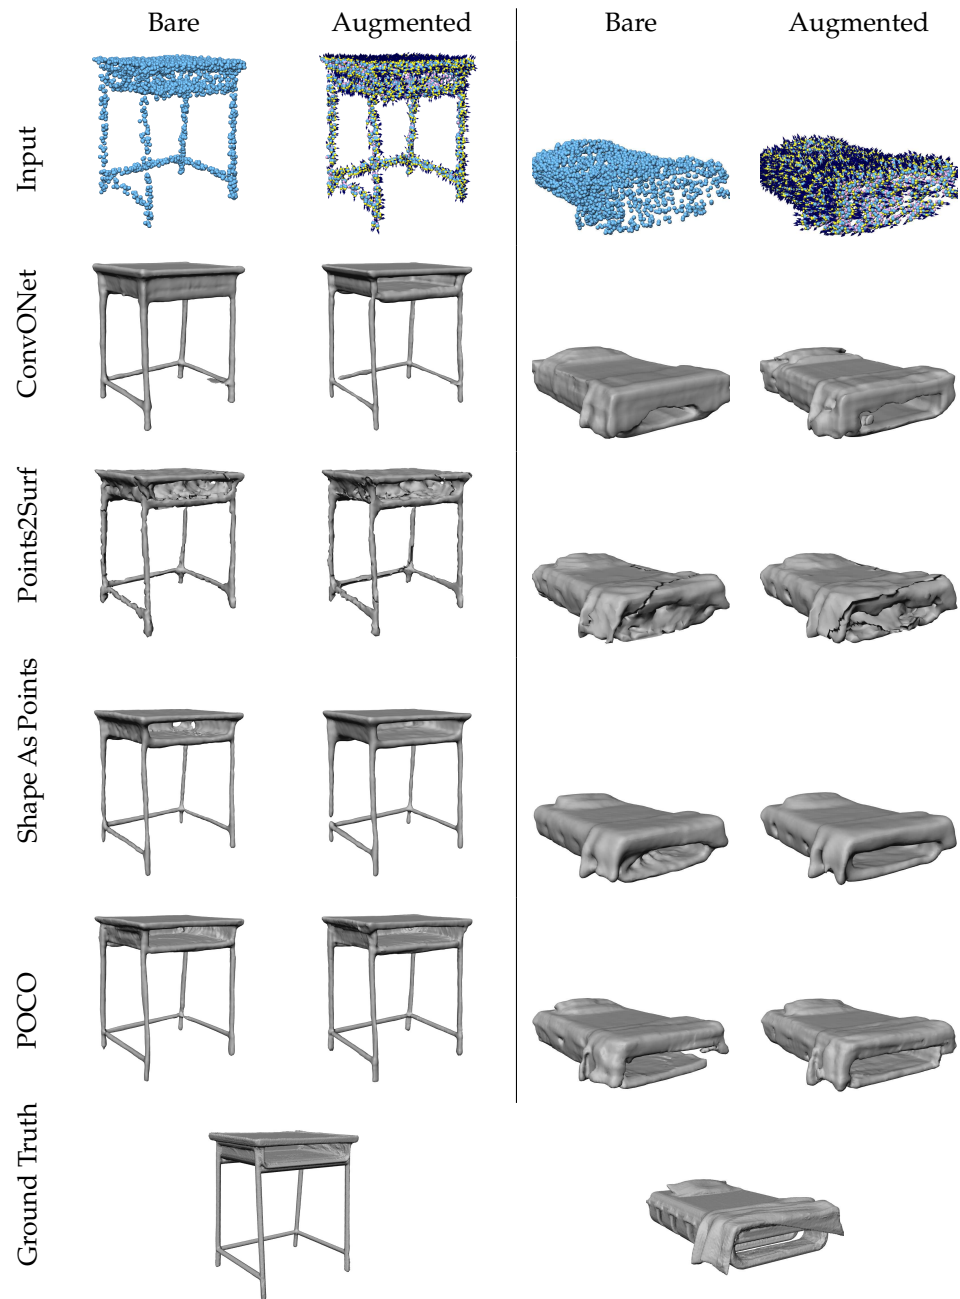 Bare Augmented Bare Augmented
Input
ConvONet
Points2Surf
Shape As Points
POCO
Ground Truth